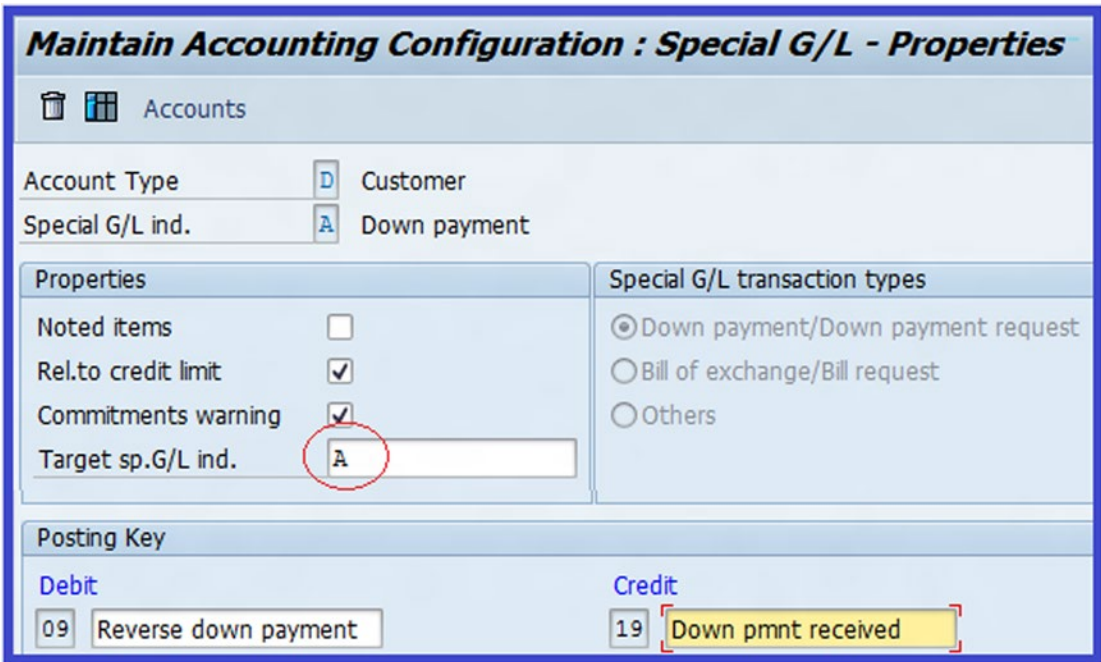 Maintain Accounting Configuration : Special G/L - Properties
Accounts
Account Type D Customer
Special G/L ind. A Down payment
Properties
Noted items
Rel.to credit limit
Commitments warning
Target sp.G/L ind. A
Special G/L transaction types
Down payment/Down payment request
Bill of exchange/Bill request
Others
Posting Key
Debit Credit
09 Reverse down payment 19 Down pmnt received